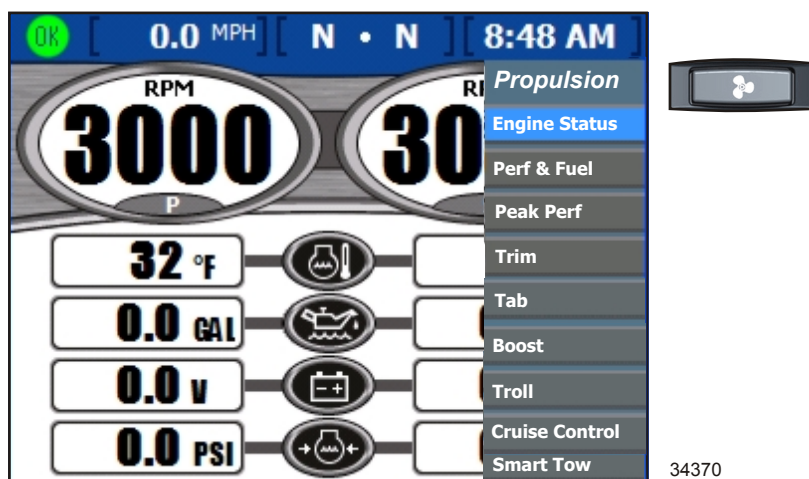 OK 0.0 MPH N • N 8:48 AM
RPM
3000
P
32 °F
0.0 GAL
0.0 V
0.0 PSI
30
Propulsion
Engine Status
Perf & Fuel
Peak Perf
Trim
Tab
Boost
Troll
Cruise Control
Smart Tow
34370